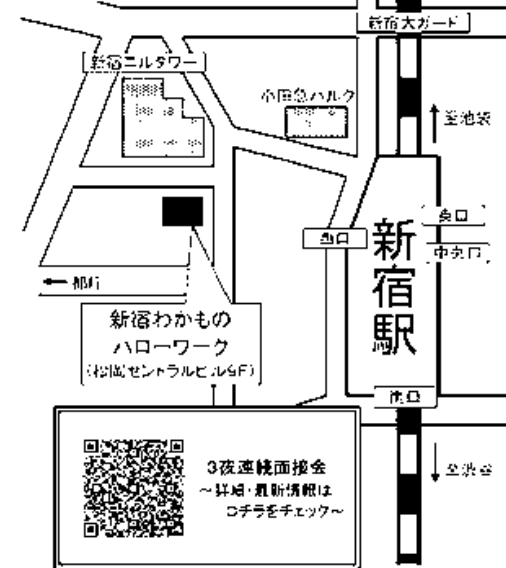 新宿大ガード
新宿エルタワー
小田急ハルク
至池袋
東口
西口
中央口
新宿駅
都庁
新宿わかもの
ハローワーク
(松岡セントラルビル9F)
南口
3夜連続面接会
～詳細・最新情報は
コチラをチェック～
至渋谷